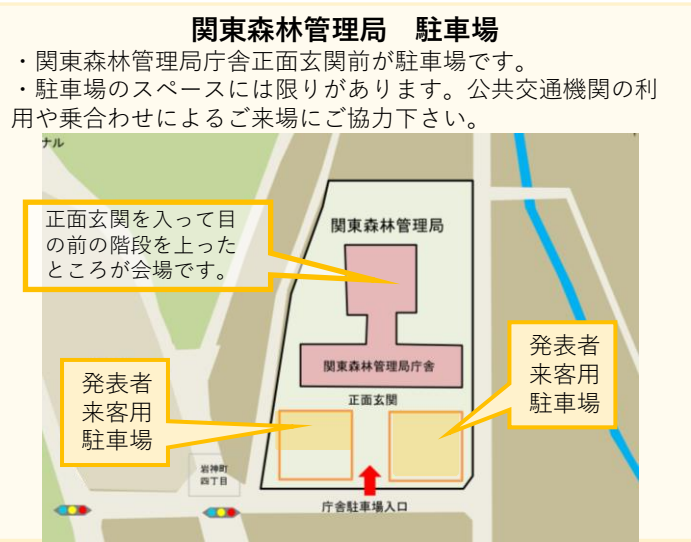 関東森林管理局　駐車場
・関東森林管理局庁舎正面玄関前が駐車場です。
・駐車場のスペースには限りがあります。公共交通機関の利
用や乗合わせによるご来場にご協力下さい。
ナル
正面玄関を入って目
の前の階段を上った
ところが会場です。
関東森林管理局
関東森林管理局庁舎
正面玄関
発表者
来客用
駐車場
発表者
来客用
駐車場
岩神町
四丁目
庁舎駐車場入口